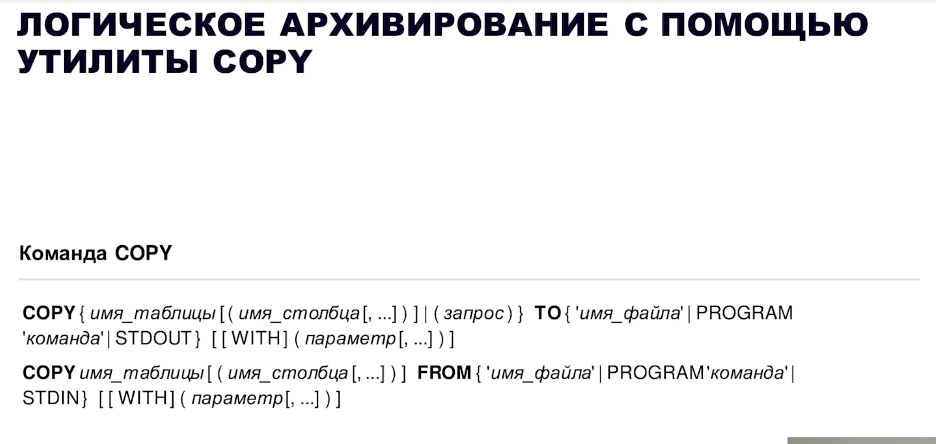 ЛОГИЧЕСКОЕ АРХИВИРОВАНИЕ С ПОМОЩЬЮ
УТИЛИТЫ COPY
Команда COPY
COPY { имя_таблицы [ ( имя_столбца [, ...] ) ] | ( запрос ) } TO { 'имя_файла' | PROGRAM
'команда' | STDOUT } [ [ WITH ] ( параметр [, ...] ) ]
COPY имя_таблицы [ ( имя_столбца [, ...] ) ] FROM { 'имя_файла' | PROGRAM 'команда' |
STDIN } [ [ WITH ] ( параметр [, ...] ) ]